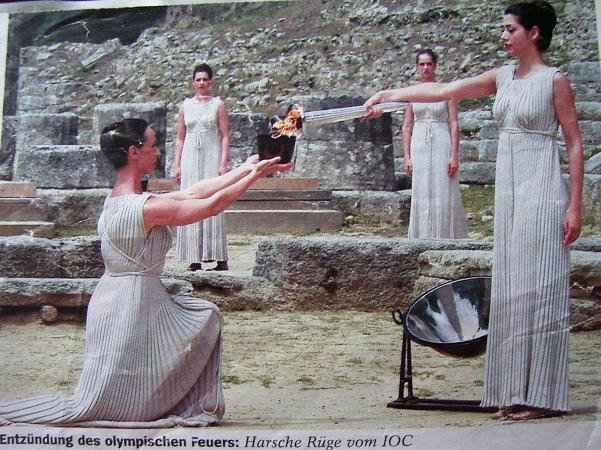 Entzündung des olympischen Feuers: Harsche Rüge vom IOC